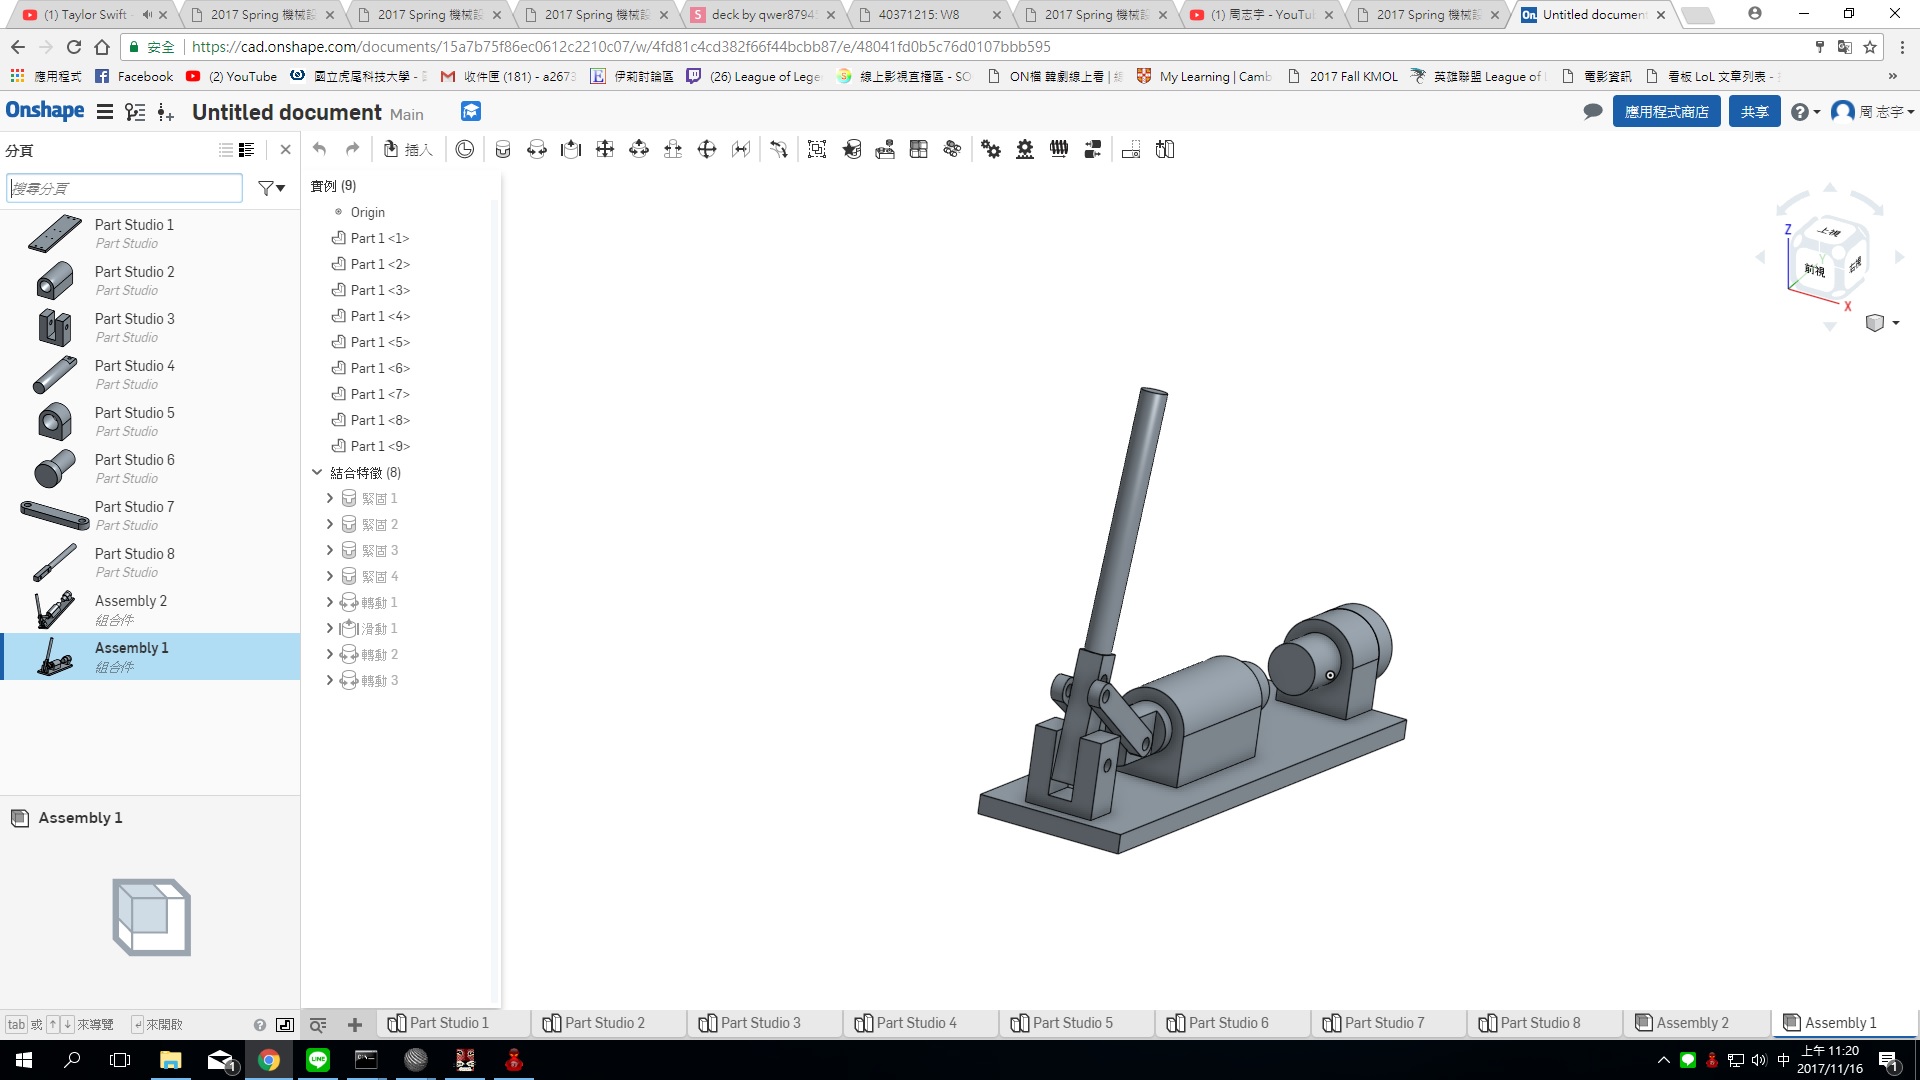 (1) Taylor Swift -
2017 Spring 機械設
2017 Spring 機械設
2017 Spring 機械設
deck by qwer8794
40371215: W8
2017 Spring 機械設
(1) 周志宇 - YouTu
2017 Spring 機械設
Untitled documen
安全
https://cad.onshape.com/documents/15a7b75f86ec0612c2210c07/w/4fd81c4cd382f66f44bcbb87/e/48041fd0b5c76d0107bbb595
應用程式
Facebook
(2) YouTube
國立虎尾科技大學 -
收件匣 (181) - a2673
伊莉討論區
(26) League of Lege
線上影視直播區 - SO
ON檔 韓劇線上看 |
My Learning | Camb
2017 Fall KMOL
英雄聯盟 League of
電影資訊
看板 LoL 文章列表 -
Onshape
Untitled document Main
應用程式商店
共享
周 志宇
分頁
插入
搜尋分頁
Part Studio 1
Part Studio
Part Studio 2
Part Studio
Part Studio 3
Part Studio
Part Studio 4
Part Studio
Part Studio 5
Part Studio
Part Studio 6
Part Studio
Part Studio 7
Part Studio
Part Studio 8
Part Studio
Assembly 2
組合件
Assembly 1
組合件
實例 (9)
Origin
Part 1 <1>
Part 1 <2>
Part 1 <3>
Part 1 <4>
Part 1 <5>
Part 1 <6>
Part 1 <7>
Part 1 <8>
Part 1 <9>
結合特徵 (8)
緊固 1
緊固 2
緊固 3
緊固 4
轉動 1
滑動 1
轉動 2
轉動 3
Z
上視
前視
右視
Y
X
Assembly 1
tab 或 ↑ ↓ 來導覽 ↲ 來開啟
Part Studio 1
Part Studio 2
Part Studio 3
Part Studio 4
Part Studio 5
Part Studio 6
Part Studio 7
Part Studio 8
Assembly 2
Assembly 1
1
LINE
中
上午 11:20
2017/11/16
1